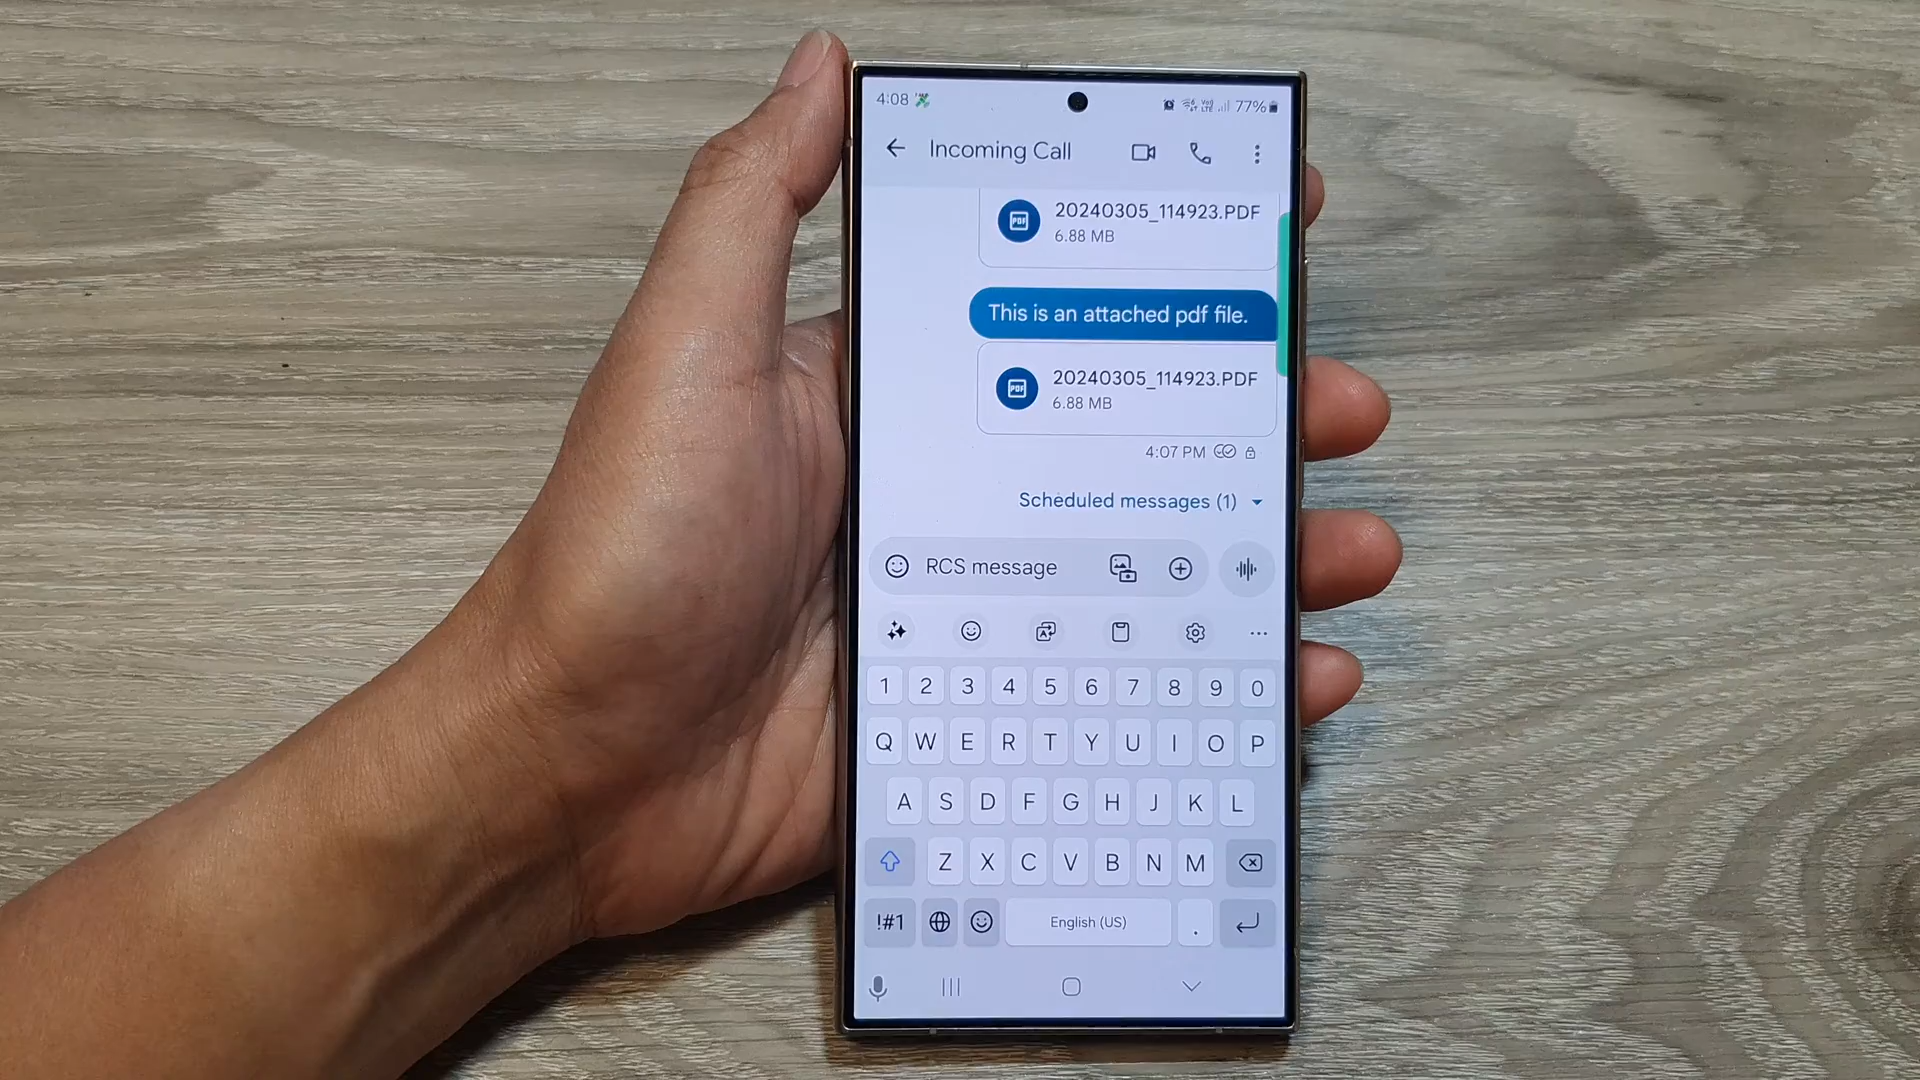 4:08
77%
Incoming Call
20240305_114923.PDF
6.88 MB
This is an attached pdf file.
20240305_114923.PDF
6.88 MB
4:07 PM
Scheduled messages (1)
RCS message
1 2 3 4 5 6 7 8 9 0
Q W E R T Y U I O P
A S D F G H J K L
Z X C V B N M
!#1 English (US) .